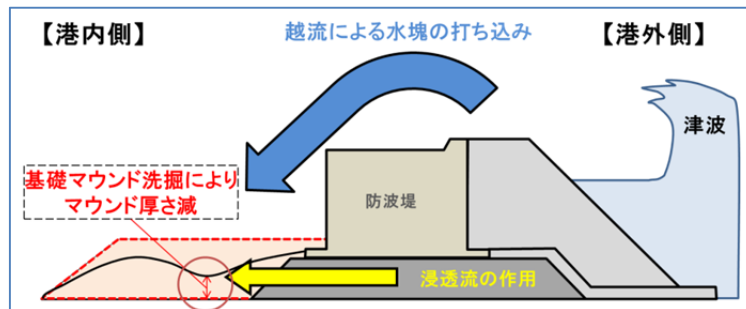 【港内側】
越流による水塊の打ち込み
【港外側】
津波
基礎マウンド洗掘により
マウンド厚さ減
防波堤
浸透流の作用